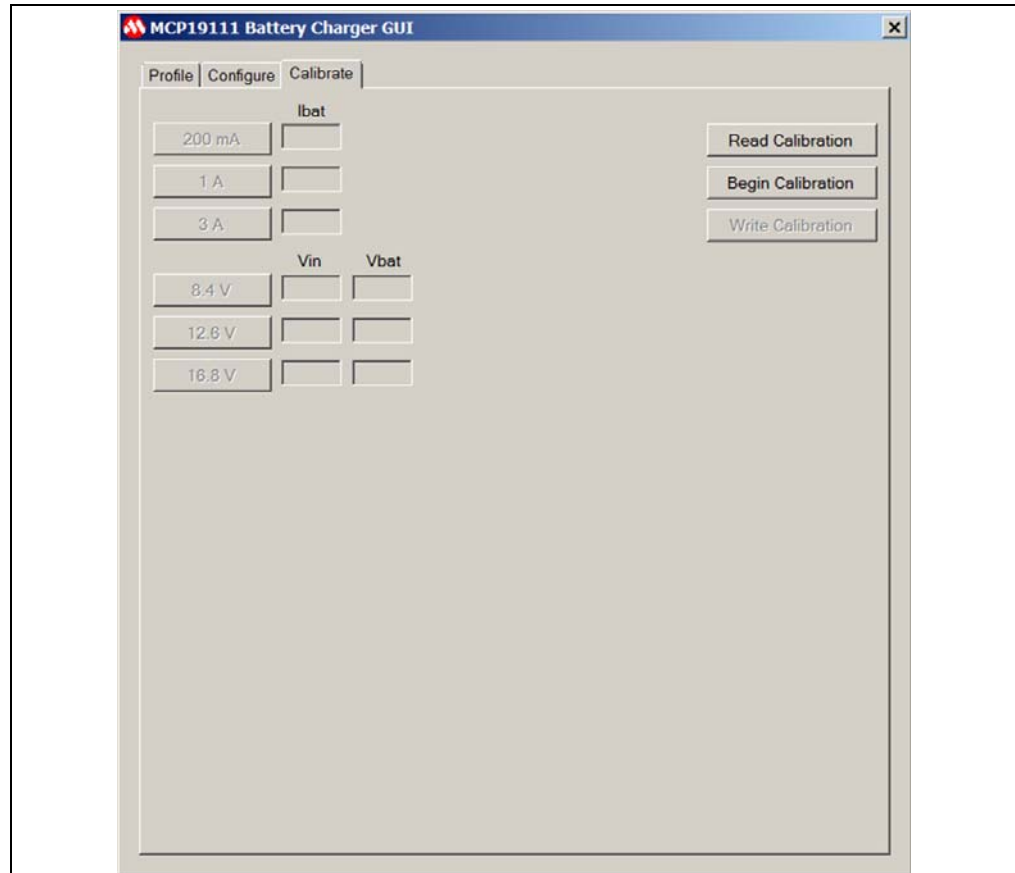 MCP19111 Battery Charger GUI
Profile Configure Calibrate
Ibat
200 mA
Read Calibration
1 A
Begin Calibration
3 A
Write Calibration
Vin Vbat
8.4 V
12.6 V
16.8 V